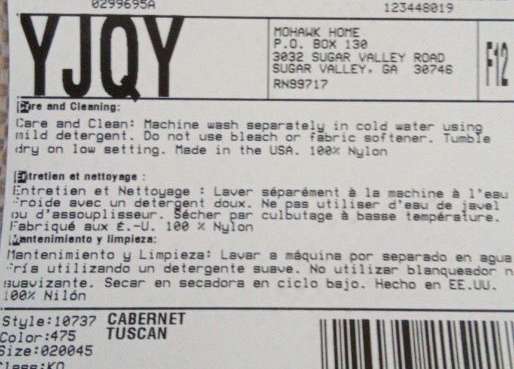 0299695A
123448019
YJQY
MOHAWK HOME
P.O. BOX 130
3032 SUGAR VALLEY ROAD
SUGAR VALLEY, GA 30746
RN99717
F12
Care and Cleaning:
Care and Clean: Machine wash separately in cold water using
mild detergent. Do not use bleach or fabric softener. Tumble
dry on low setting. Made in the USA. 100% Nylon
Entretien et nettoyage :
Entretien et Nettoyage : Laver séparément à la machine à l'eau
froide avec un detergent doux. Ne pas utiliser d'eau de javel
ou d'assouplisseur. Sécher par culbutage à basse température.
Fabriqué aux É.-U. 100 % Nylon
Mantenimiento y limpieza:
Mantenimiento y Limpieza: Lavar a máquina por separado en agua
fría utilizando un detergente suave. No utilizar blanqueador n
suavizante. Secar en secadora en ciclo bajo. Hecho en EE.UU.
100% Nilón
Style:10737 CABERNET
Color:475 TUSCAN
Size:020045
Class:KO